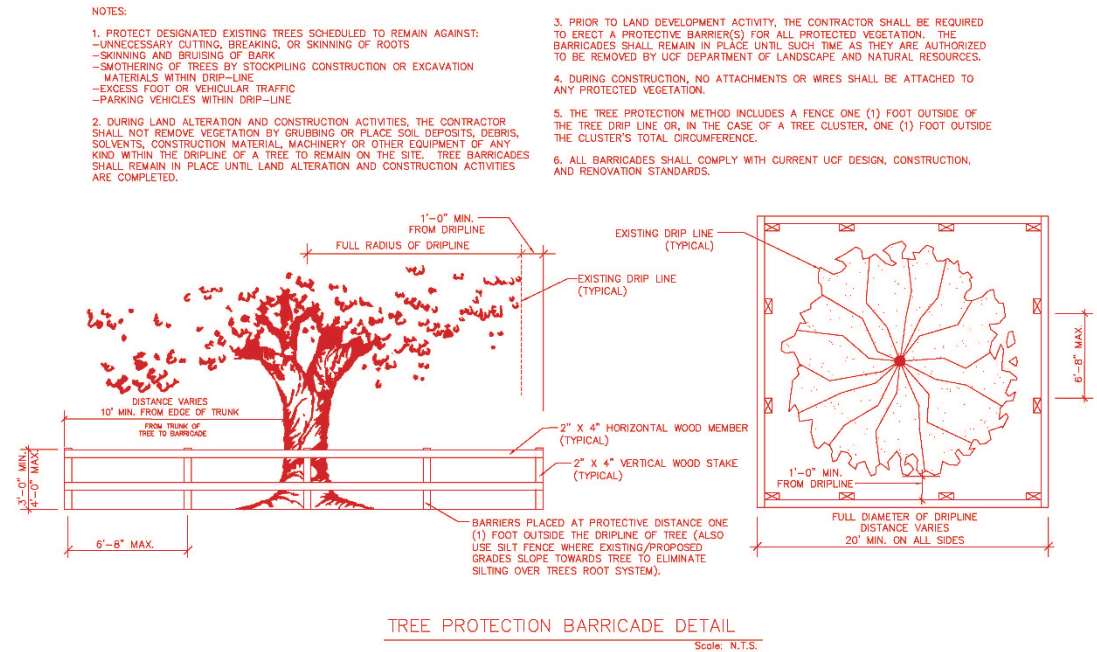 NOTES:
1. PROTECT DESIGNATED EXISTING TREES SCHEDULED TO REMAIN AGAINST:
-UNNECESSARY CUTTING, BREAKING, OR SKINNING OF ROOTS
-SKINNING AND BRUISING OF BARK
-SMOTHERING OF TREES BY STOCKPILING CONSTRUCTION OR EXCAVATION
MATERIALS WITHIN DRIP-LINE
-EXCESS FOOT OR VEHICULAR TRAFFIC
-PARKING VEHICLES WITHIN DRIP-LINE
2. DURING LAND ALTERATION AND CONSTRUCTION ACTIVITIES, THE CONTRACTOR
SHALL NOT REMOVE VEGETATION BY GRUBBING OR PLACE SOIL DEPOSITS, DEBRIS,
SOLVENTS, CONSTRUCTION MATERIAL, MACHINERY OR OTHER EQUIPMENT OF ANY
KIND WITHIN THE DRIPLINE OF A TREE TO REMAIN ON THE SITE. TREE BARRICADES
SHALL REMAIN IN PLACE UNTIL LAND ALTERATION AND CONSTRUCTION ACTIVITIES
ARE COMPLETED.
3. PRIOR TO LAND DEVELOPMENT ACTIVITY, THE CONTRACTOR SHALL BE REQUIRED
TO ERECT A PROTECTIVE BARRIER(S) FOR ALL PROTECTED VEGETATION. THE
BARRICADES SHALL REMAIN IN PLACE UNTIL SUCH TIME AS THEY ARE AUTHORIZED
TO BE REMOVED BY UCF DEPARTMENT OF LANDSCAPE AND NATURAL RESOURCES.
4. DURING CONSTRUCTION, NO ATTACHMENTS OR WIRES SHALL BE ATTACHED TO
ANY PROTECTED VEGETATION.
5. THE TREE PROTECTION METHOD INCLUDES A FENCE ONE (1) FOOT OUTSIDE OF
THE TREE DRIP LINE OR, IN THE CASE OF A TREE CLUSTER, ONE (1) FOOT OUTSIDE
THE CLUSTER'S TOTAL CIRCUMFERENCE.
6. ALL BARRICADES SHALL COMPLY WITH CURRENT UCF DESIGN, CONSTRUCTION,
AND RENOVATION STANDARDS.
1'-0" MIN.
FROM DRIPLINE
FULL RADIUS OF DRIPLINE
EXISTING DRIP LINE
(TYPICAL)
DISTANCE VARIES
10' MIN. FROM EDGE OF TRUNK
FROM TRUNK OF
TREE TO BARRICADE
3'-0" MIN.
4'-0" MAX.
2" X 4" HORIZONTAL WOOD MEMBER
(TYPICAL)
2" X 4" VERTICAL WOOD STAKE
(TYPICAL)
6'-8" MAX.
BARRIERS PLACED AT PROTECTIVE DISTANCE ONE
(1) FOOT OUTSIDE THE DRIPLINE OF TREE (ALSO
USE SILT FENCE WHERE EXISTING/PROPOSED
GRADES SLOPE TOWARDS TREE TO ELIMINATE
SILTING OVER TREES ROOT SYSTEM).
EXISTING DRIP LINE
(TYPICAL)
6'-8" MAX.
1'-0" MIN.
FROM DRIPLINE
FULL DIAMETER OF DRIPLINE
DISTANCE VARIES
20' MIN. ON ALL SIDES
TREE PROTECTION BARRICADE DETAIL
Scale: N.T.S.